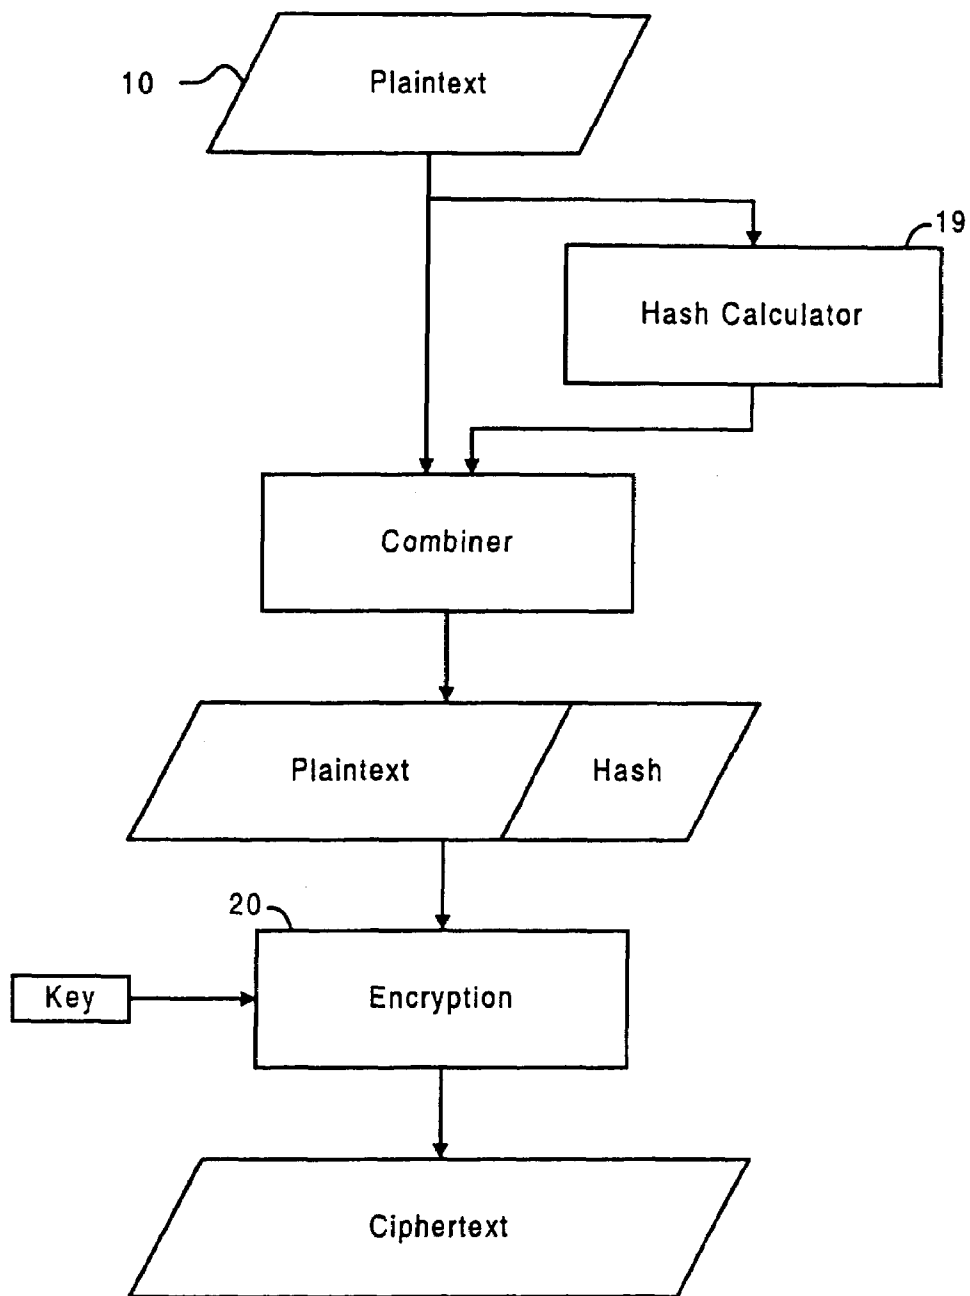 10
Plaintext
19
Hash Calculator
Combiner
Plaintext
Hash
20
Key
Encryption
Ciphertext